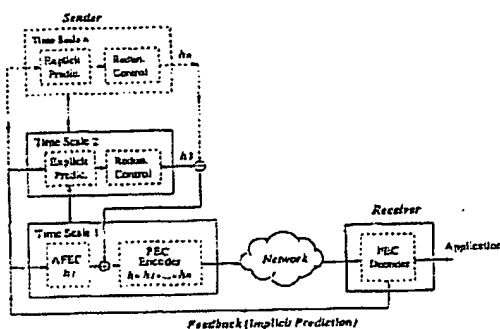 Sender
Time Scale n
Explicit
Predic.
Redun.
Control
hn
Time Scale 2
Explicit
Predic.
Redun.
Control
Time Scale 1
AFEC
h1
FEC
Encoder
Network
Receiver
FEC
Decoder
Application
Feedback (Implicit Prediction)